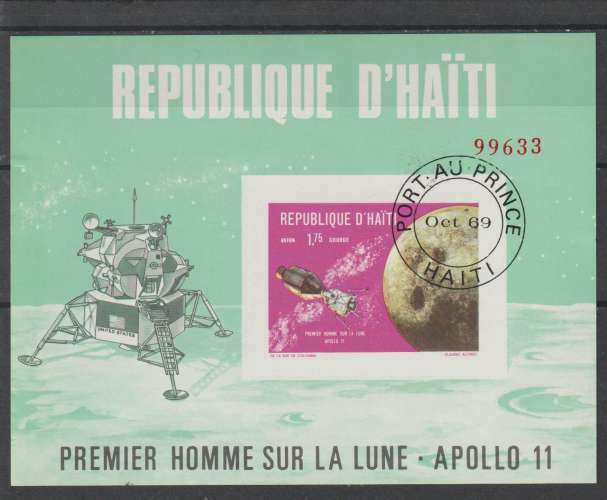 REPUBLIQUE D'HAÏTI
99633
PORT·AU·PRINCE
Oct 69
HAITI
REPUBLIQUE D'HAÏTI
AVION 1.75 GOURDE
PREMIER HOMME SUR LA LUNE
APOLLO 11
UNITED STATES
PREMIER HOMME SUR LA LUNE · APOLLO 11